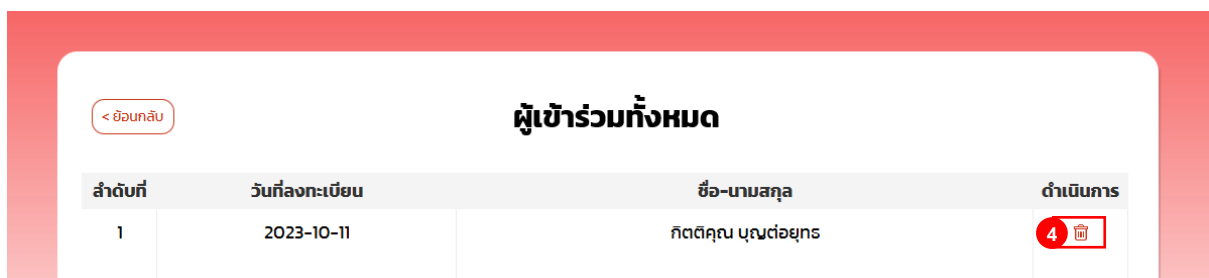 < ย้อนกลับ
ผู้เข้าร่วมทั้งหมด
ลำดับที่ วันที่ลงทะเบียน ชื่อ-นามสกุล ดำเนินการ
1 2023-10-11 กิตติคุณ บุญต่อยุทธ 4